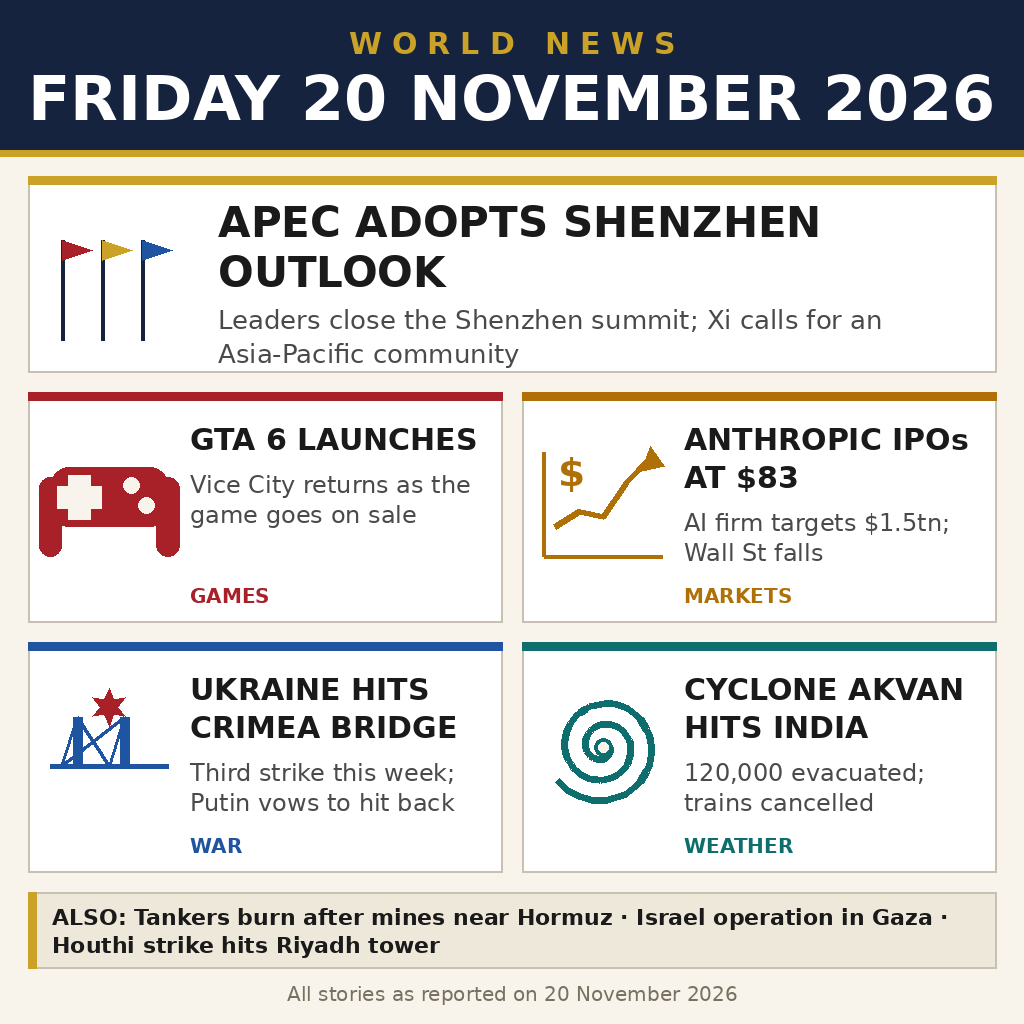 WORLD NEWS
FRIDAY 20 NOVEMBER 2026
APEC ADOPTS SHENZHEN
OUTLOOK
Leaders close the Shenzhen summit; Xi calls for an
Asia-Pacific community
GTA 6 LAUNCHES
Vice City returns as the
game goes on sale
GAMES
$
ANTHROPIC IPOs
AT $83
AI firm targets $1.5tn;
Wall St falls
MARKETS
UKRAINE HITS
CRIMEA BRIDGE
Third strike this week;
Putin vows to hit back
WAR
CYCLONE AKVAN
HITS INDIA
120,000 evacuated;
trains cancelled
WEATHER
ALSO: Tankers burn after mines near Hormuz · Israel operation in Gaza ·
Houthi strike hits Riyadh tower
All stories as reported on 20 November 2026